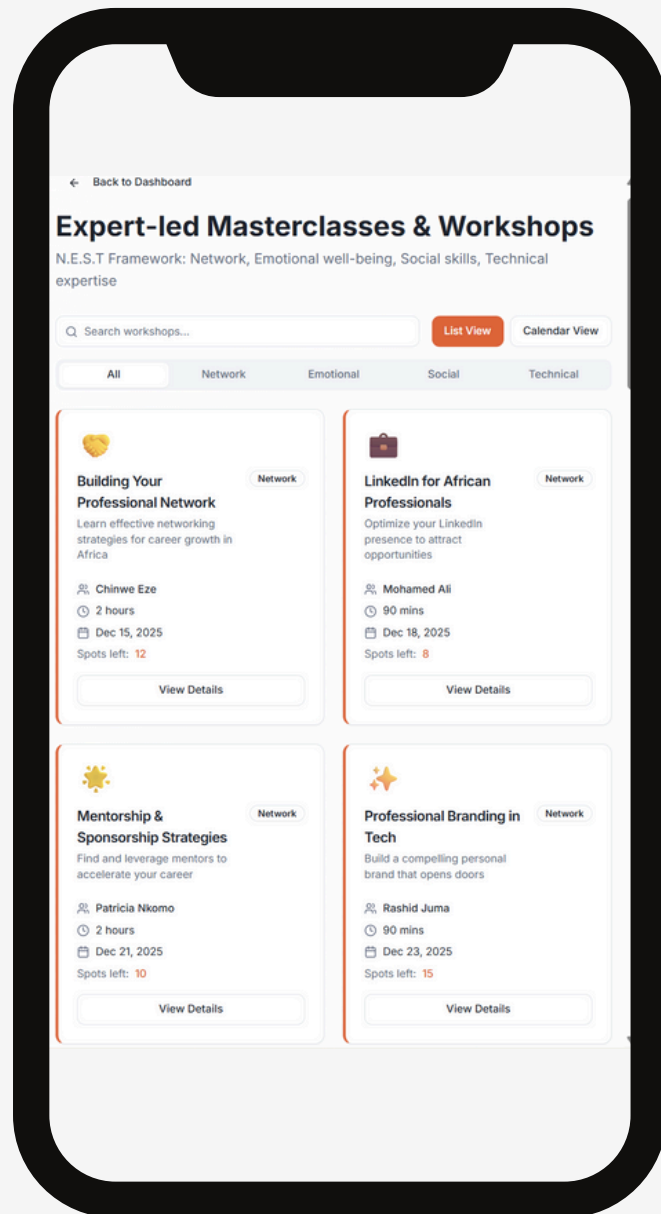 Back to Dashboard
Expert-led Masterclasses & Workshops
N.E.S.T Framework: Network, Emotional well-being, Social skills, Technical
expertise
Search workshops...
List View
Calendar View
All
Network
Emotional
Social
Technical
Building Your
Professional Network
Network
Learn effective networking
strategies for career growth in
Africa
Chinwe Eze
2 hours
Dec 15, 2025
Spots left: 12
View Details
LinkedIn for African
Professionals
Network
Optimize your LinkedIn
presence to attract
opportunities
Mohamed Ali
90 mins
Dec 18, 2025
Spots left: 8
View Details
Mentorship &
Sponsorship Strategies
Network
Find and leverage mentors to
accelerate your career
Patricia Nkomo
2 hours
Dec 21, 2025
Spots left: 10
View Details
Professional Branding in
Tech
Network
Build a compelling personal
brand that opens doors
Rashid Juma
90 mins
Dec 23, 2025
Spots left: 15
View Details